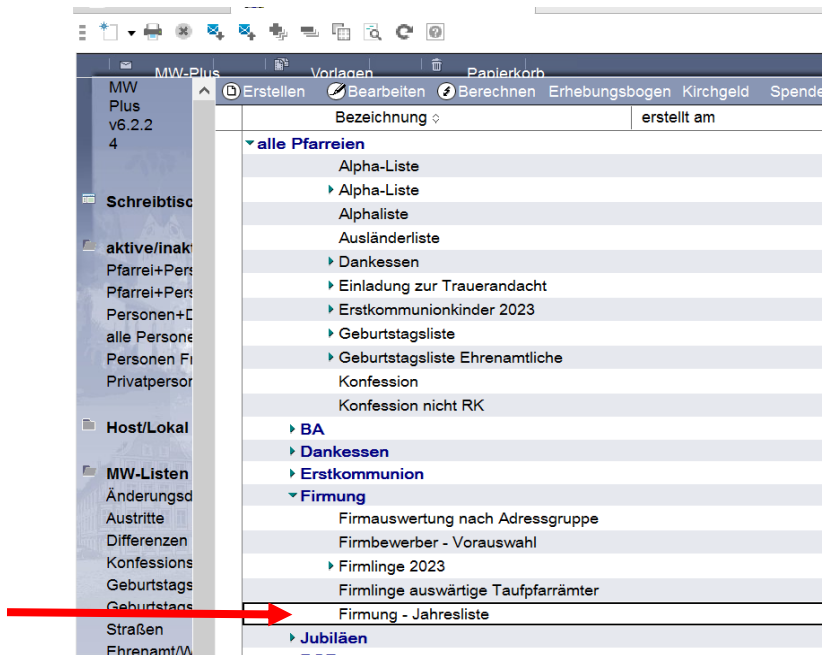 MW-Plus Vorlagen Papierkorb
MW
Plus
v6.2.2
4
Schreibtisc
aktive/inak
Pfarrei+Pers
Pfarrei+Pers
Personen+D
alle Persone
Personen Fi
Privatperson
Host/Lokal
MW-Listen
Änderungsd
Austritte
Differenzen
Konfessions
Geburtstags
Geburtstags
Straßen
Ehrenamt/W
Erstellen Bearbeiten Berechnen Erhebungsbogen Kirchgeld Spende
Bezeichnung erstellt am
alle Pfarreien
Alpha-Liste
Alpha-Liste
Alphaliste
Ausländerliste
Dankessen
Einladung zur Trauerandacht
Erstkommunionkinder 2023
Geburtstagsliste
Geburtstagsliste Ehrenamtliche
Konfession
Konfession nicht RK
BA
Dankessen
Erstkommunion
Firmung
Firmauswertung nach Adressgruppe
Firmbewerber - Vorauswahl
Firmlinge 2023
Firmlinge auswärtige Taufpfarrämter
Firmung - Jahresliste
Jubiläen